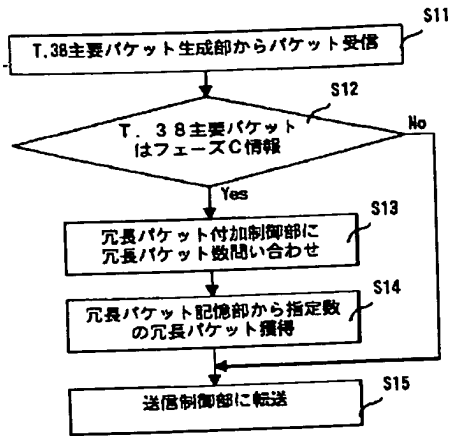 S11
T.38主要パケット生成部からパケット受信
S12
T．38主要パケット
はフェーズC情報
No
Yes
S13
冗長パケット付加制御部に
冗長パケット数問い合わせ
S14
冗長パケット記憶部から指定数
の冗長パケット獲得
S15
送信制御部に転送